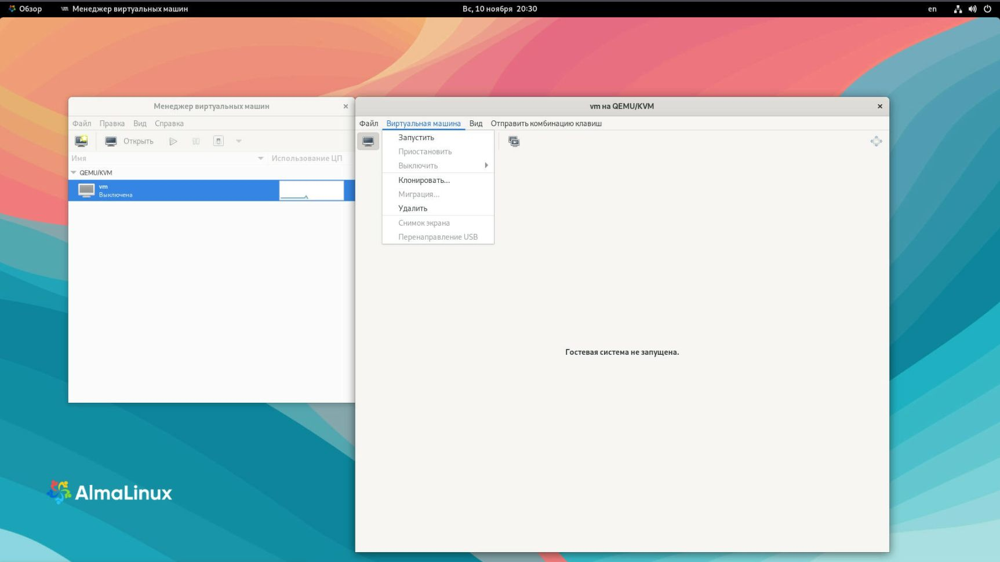 Обзор Менеджер виртуальных машин Вс, 10 ноября 20:30 en
Менеджер виртуальных машин
Файл Правка Вид Справка
Открыть
Имя Использование ЦП
QEMU/KVM
vm
Выключена
vm на QEMU/KVM
Файл Виртуальная машина Вид Отправить комбинацию клавиш
Запустить
Приостановить
Выключить
Клонировать...
Миграция...
Удалить
Снимок экрана
Перенаправление USB
Гостевая система не запущена.
AlmaLinux